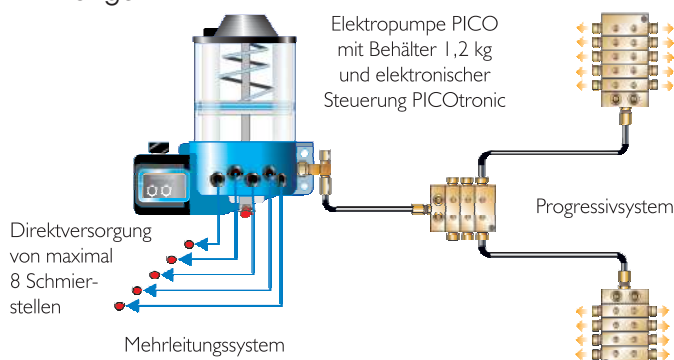 Elektropumpe PICO
mit Behälter 1,2 kg
und elektronischer
Steuerung PICOtronic
Progressivsystem
Direktversorgung
von maximal
8 Schmier-
stellen
Mehrleitungssystem